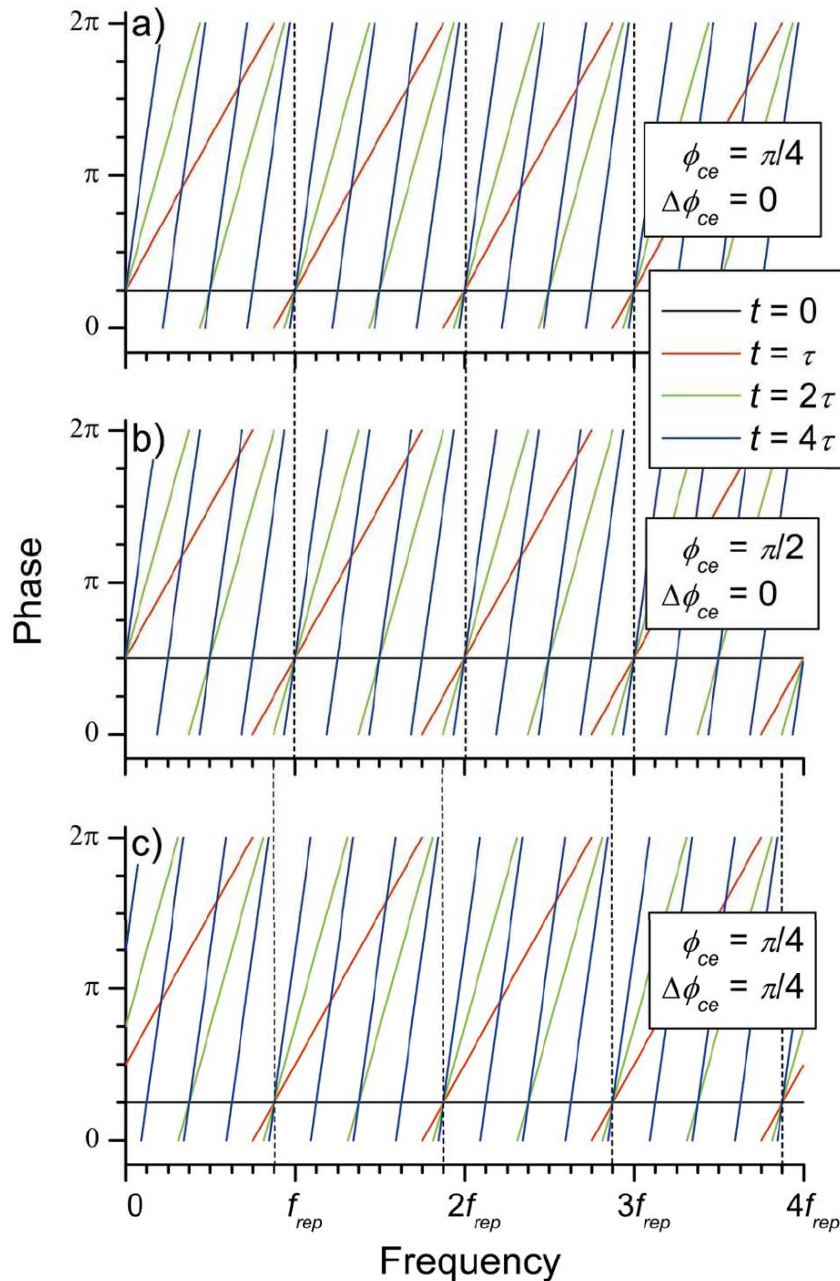 a)
2π
π
0
ϕce = π/4
Δϕce = 0
t = 0
t = τ
t = 2τ
t = 4τ
b)
2π
π
0
ϕce = π/2
Δϕce = 0
Phase
c)
2π
π
0
ϕce = π/4
Δϕce = π/4
0 frep 2frep 3frep 4frep
Frequency